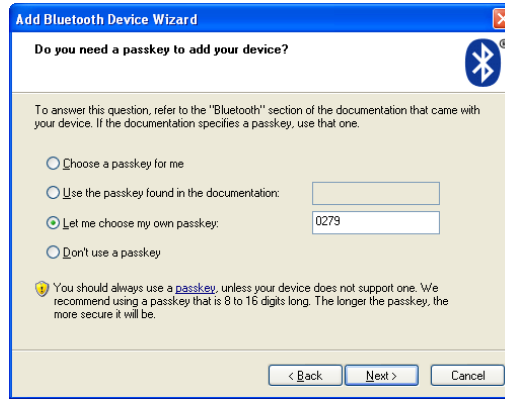 Add Bluetooth Device Wizard
Do you need a passkey to add your device?
To answer this question, refer to the "Bluetooth" section of the documentation that came with
your device. If the documentation specifies a passkey, use that one.
Choose a passkey for me
Use the passkey found in the documentation:
Let me choose my own passkey:
0279
Don't use a passkey
You should always use a passkey, unless your device does not support one. We
recommend using a passkey that is 8 to 16 digits long. The longer the passkey, the
more secure it will be.
< Back
Next >
Cancel